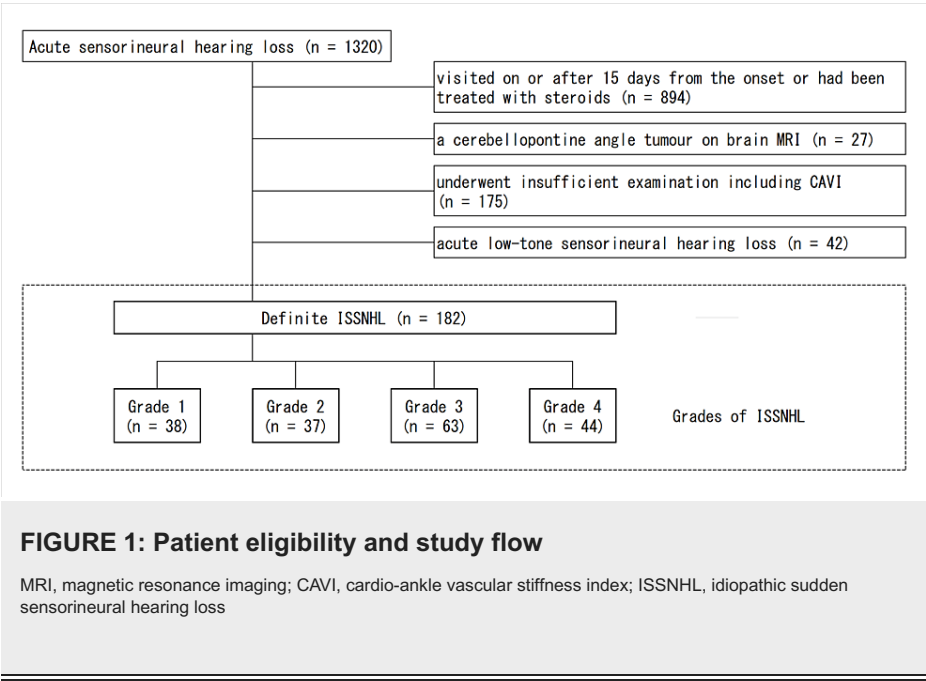 Acute sensorineural hearing loss (n = 1320)
visited on or after 15 days from the onset or had been
treated with steroids (n = 894)
a cerebellopontine angle tumour on brain MRI (n = 27)
underwent insufficient examination including CAVI
(n = 175)
acute low-tone sensorineural hearing loss (n = 42)
Definite ISSNHL (n = 182)
Grade 1
(n = 38)
Grade 2
(n = 37)
Grade 3
(n = 63)
Grade 4
(n = 44)
Grades of ISSNHL
FIGURE 1: Patient eligibility and study flow
MRI, magnetic resonance imaging; CAVI, cardio-ankle vascular stiffness index; ISSNHL, idiopathic sudden
sensorineural hearing loss